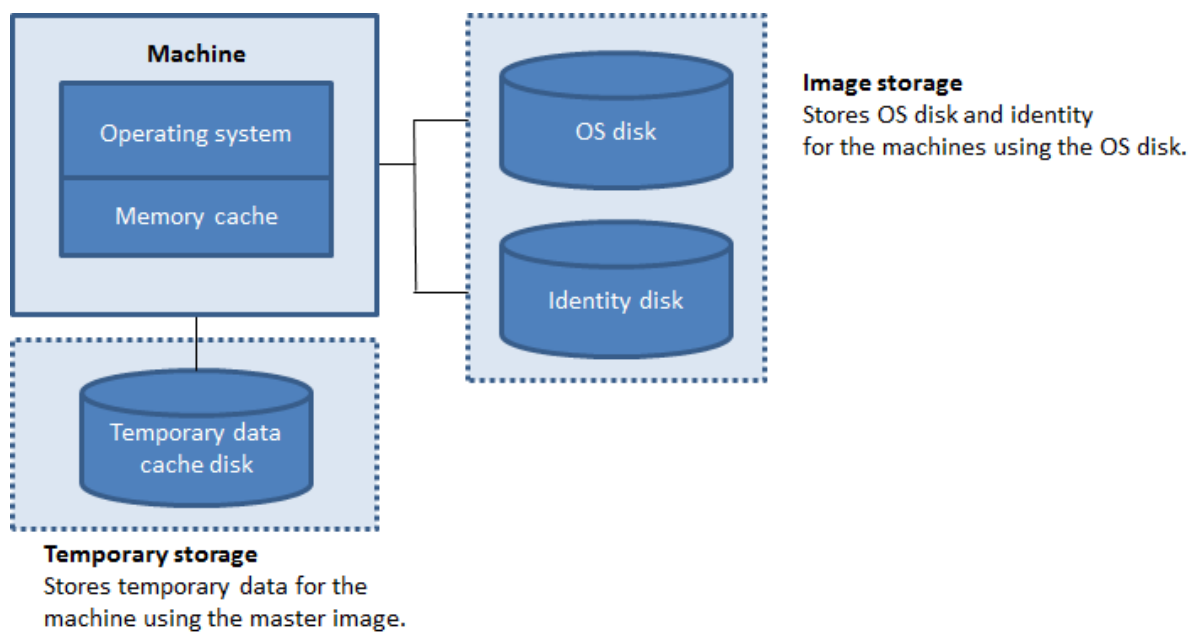 Machine
Operating system
Memory cache
OS disk
Identity disk
Image storage
Stores OS disk and identity
for the machines using the OS disk.
Temporary data
cache disk
Temporary storage
Stores temporary data for the
machine using the master image.